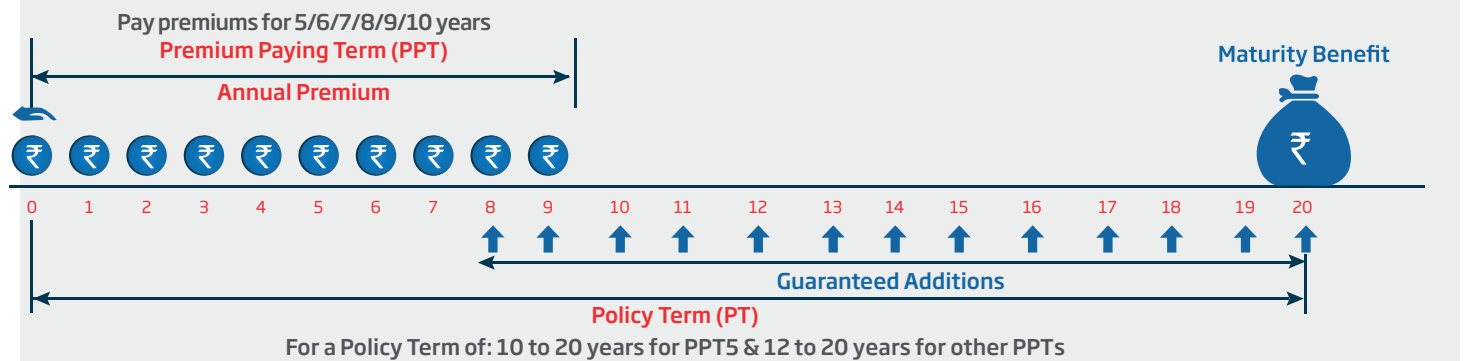 Pay premiums for 5/6/7/8/9/10 years
Premium Paying Term (PPT)
Annual Premium
Maturity Benefit
₹ ₹ ₹ ₹ ₹ ₹ ₹ ₹ ₹ ₹ ₹
0 1 2 3 4 5 6 7 8 9 10 11 12 13 14 15 16 17 18 19 20
Guaranteed Additions
Policy Term (PT)
For a Policy Term of: 10 to 20 years for PPT5 & 12 to 20 years for other PPTs